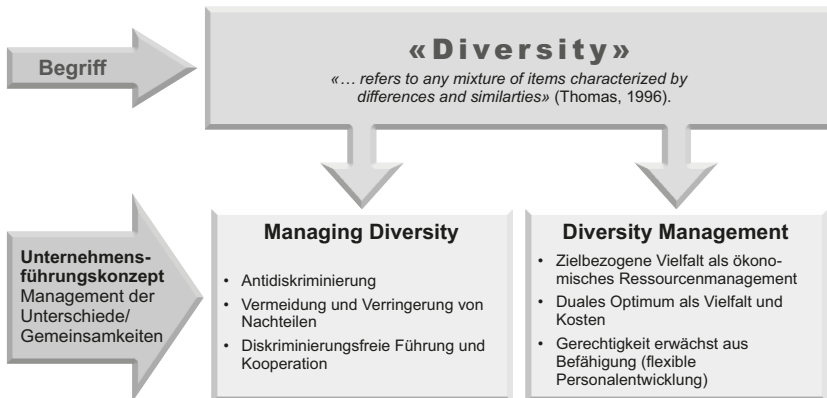 Begriff
«Diversity»
«… refers to any mixture of items characterized by
differences and similarties» (Thomas, 1996).
Unternehmens-
führungskonzept
Management der
Unterschiede/
Gemeinsamkeiten
Managing Diversity
• Antidiskriminierung
• Vermeidung und Verringerung von
Nachteilen
• Diskriminierungsfreie Führung und
Kooperation
Diversity Management
• Zielbezogene Vielfalt als ökono-
misches Ressourcenmanagement
• Duales Optimum als Vielfalt und
Kosten
• Gerechtigkeit erwächst aus
Befähigung (flexible
Personalentwicklung)